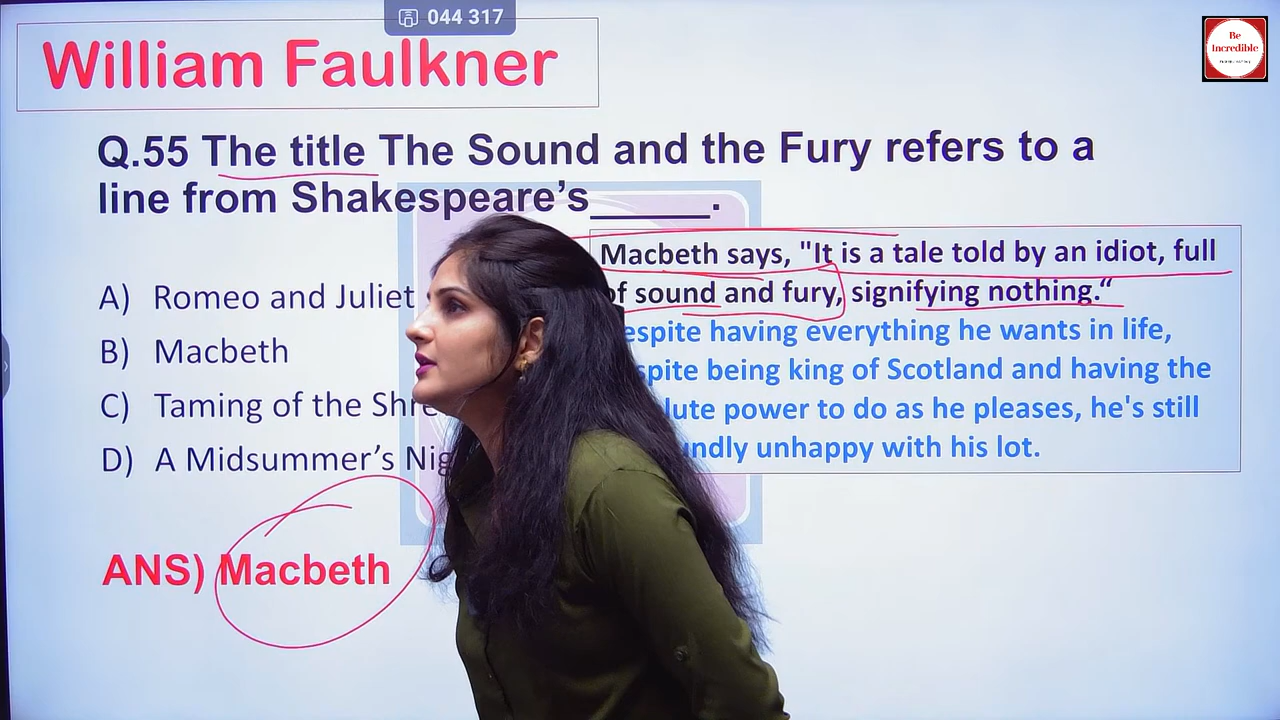 044 317
Be
Incredible
William Faulkner
Q.55 The title The Sound and the Fury refers to a
line from Shakespeare’s_____.
Macbeth says, "It is a tale told by an idiot, full
of sound and fury, signifying nothing.“
espite having everything he wants in life,
spite being king of Scotland and having the
lute power to do as he pleases, he's still
undly unhappy with his lot.
A) Romeo and Juliet
B) Macbeth
C) Taming of the Shre
D) A Midsummer’s Nig
ANS) Macbeth